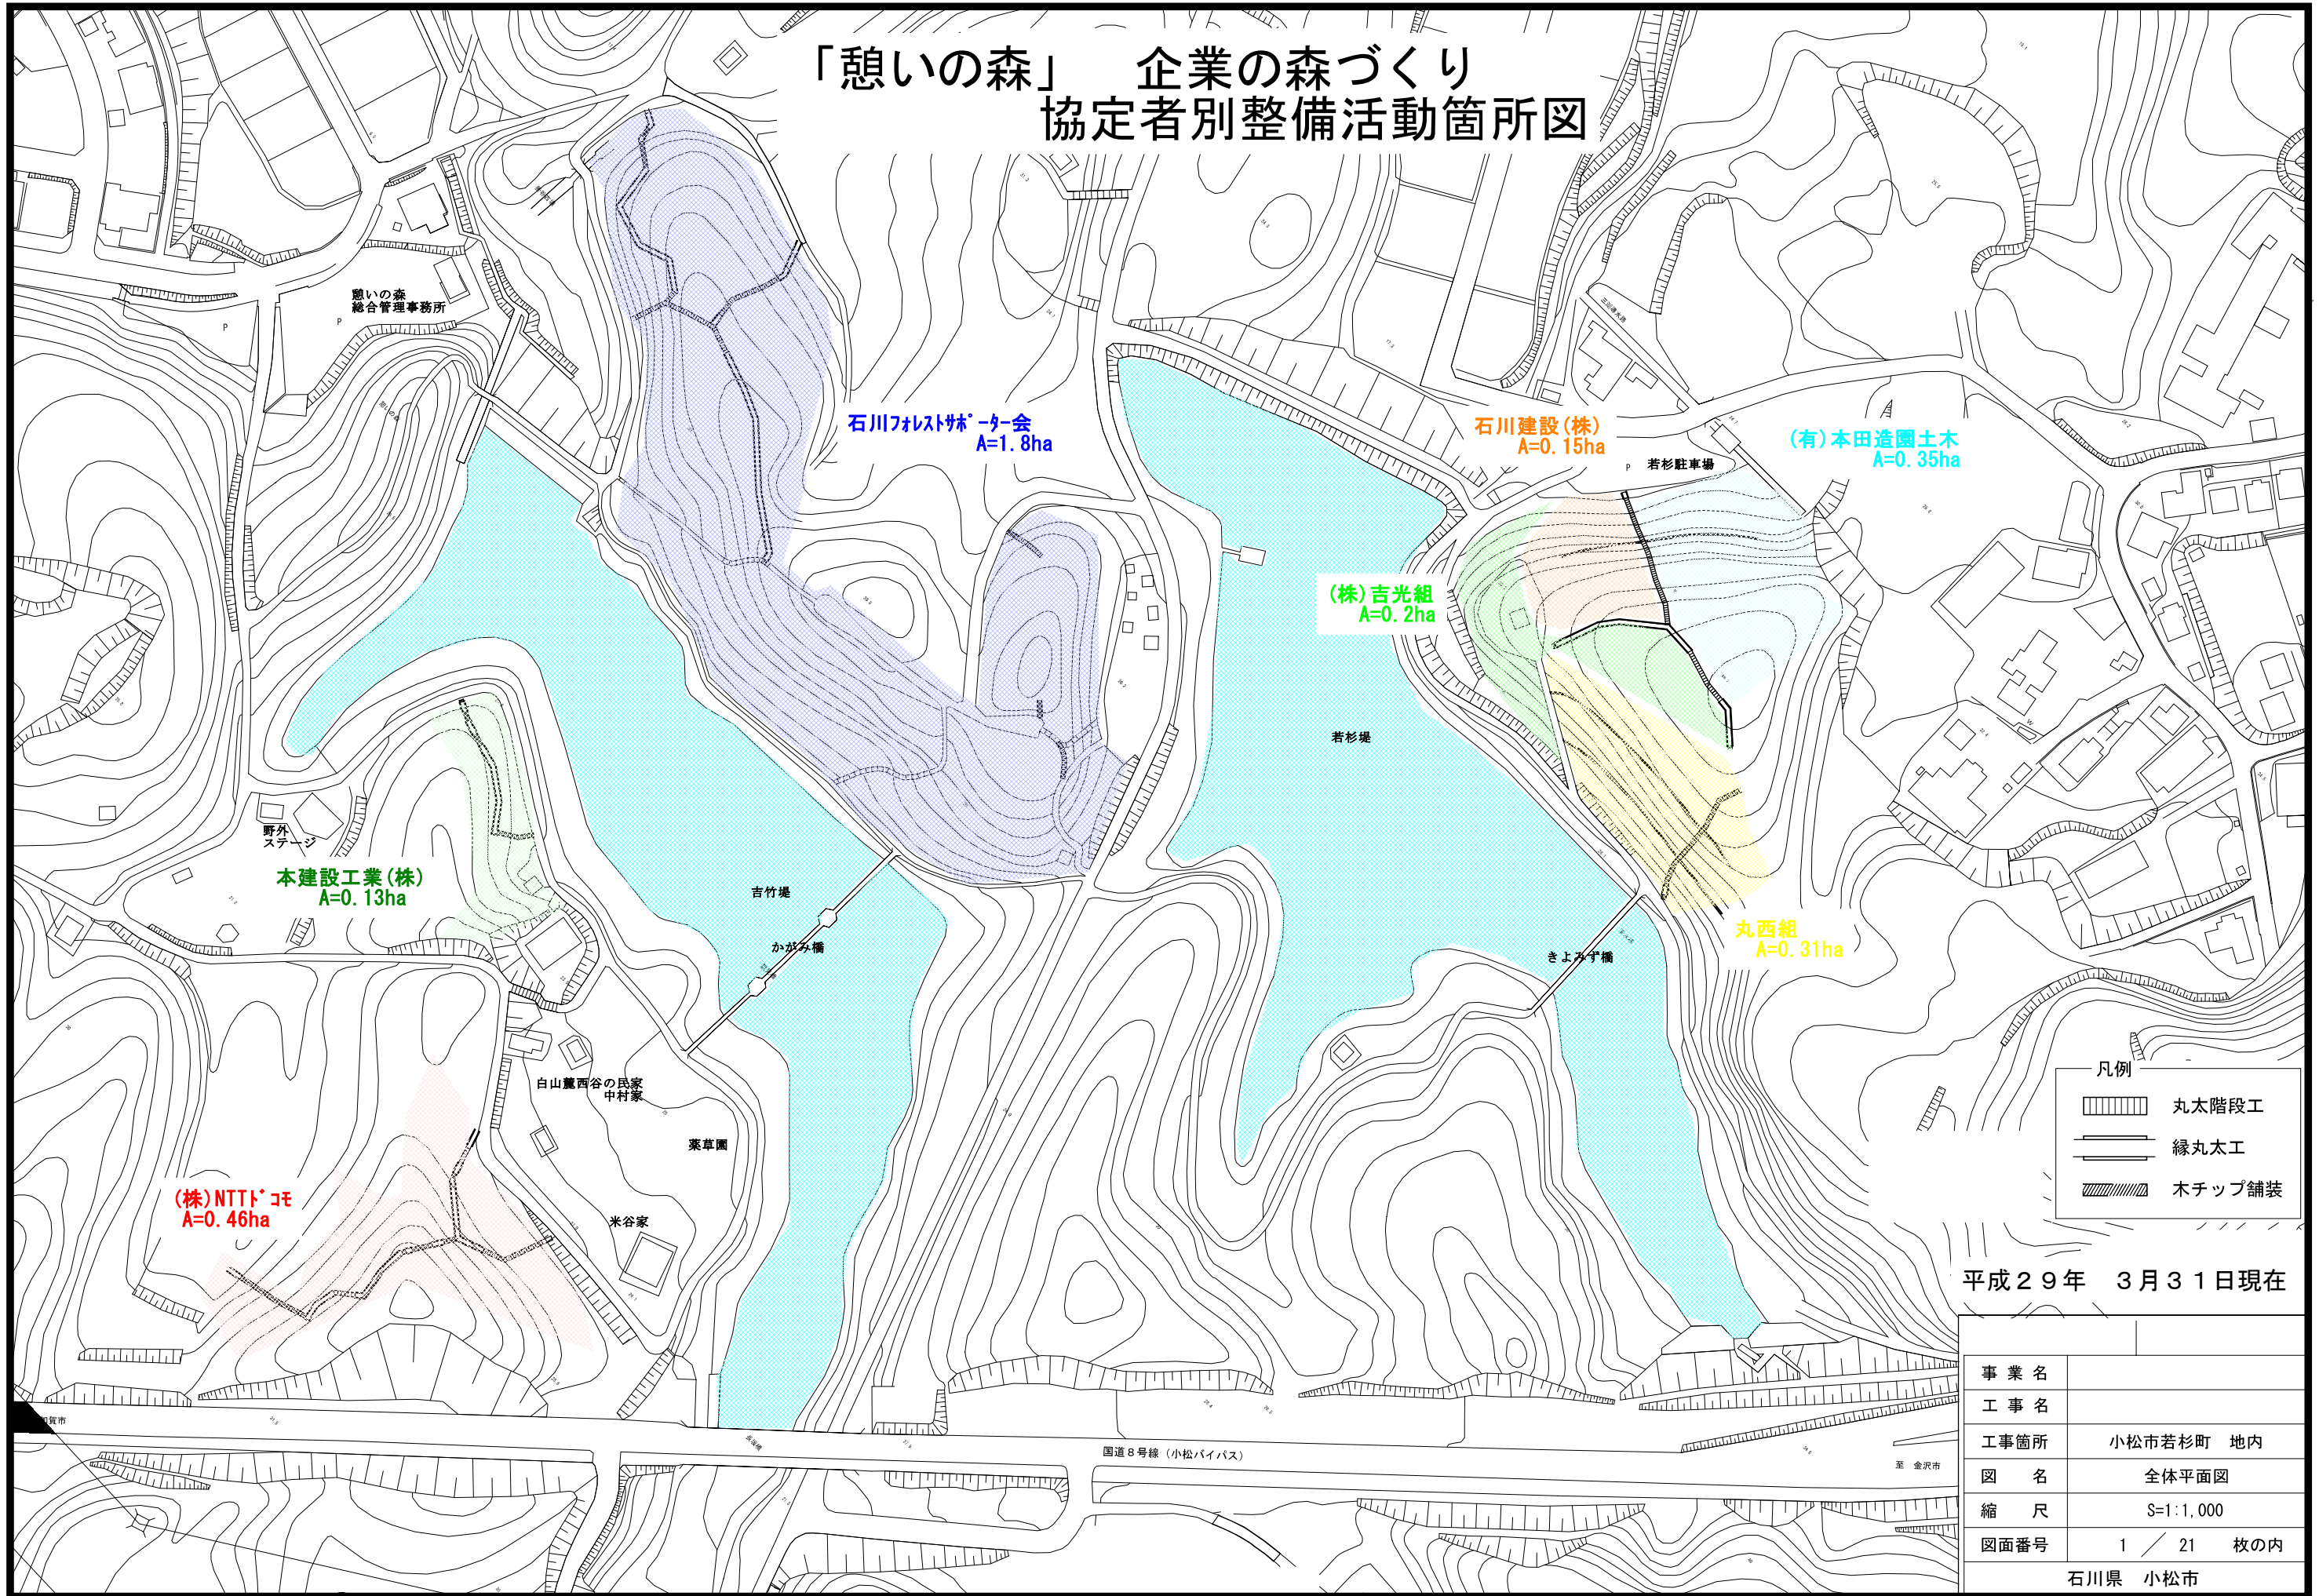 「憩いの森」　企業の森づくり
協定者別整備活動箇所図
憩いの森
総合管理事務所
P
P
石川ﾌｫﾚｽﾄｻﾎﾟｰﾀｰ会
A=1.8ha
石川建設(株)
A=0.15ha
P
若杉駐車場
(有)本田造園土木
A=0.35ha
(株)吉光組
A=0.2ha
若杉堤
野外
ステージ
本建設工業(株)
A=0.13ha
吉竹堤
かがみ橋
丸西組
A=0.31ha
きよみず橋
白山麓西谷の民家
中村家
薬草園
(株)NTTﾄﾞｺﾓ
A=0.46ha
米谷家
凡例
丸太階段工
縁丸太工
木チップ舗装
平成２９年　３月３１日現在
加賀市
国道８号線（小松バイパス）
至　金沢市
事業名
工事名
工事箇所　小松市若杉町　地内
図　名　全体平面図
縮　尺　S=1:1,000
図面番号　1 ／ 21　枚の内
石川県　小松市